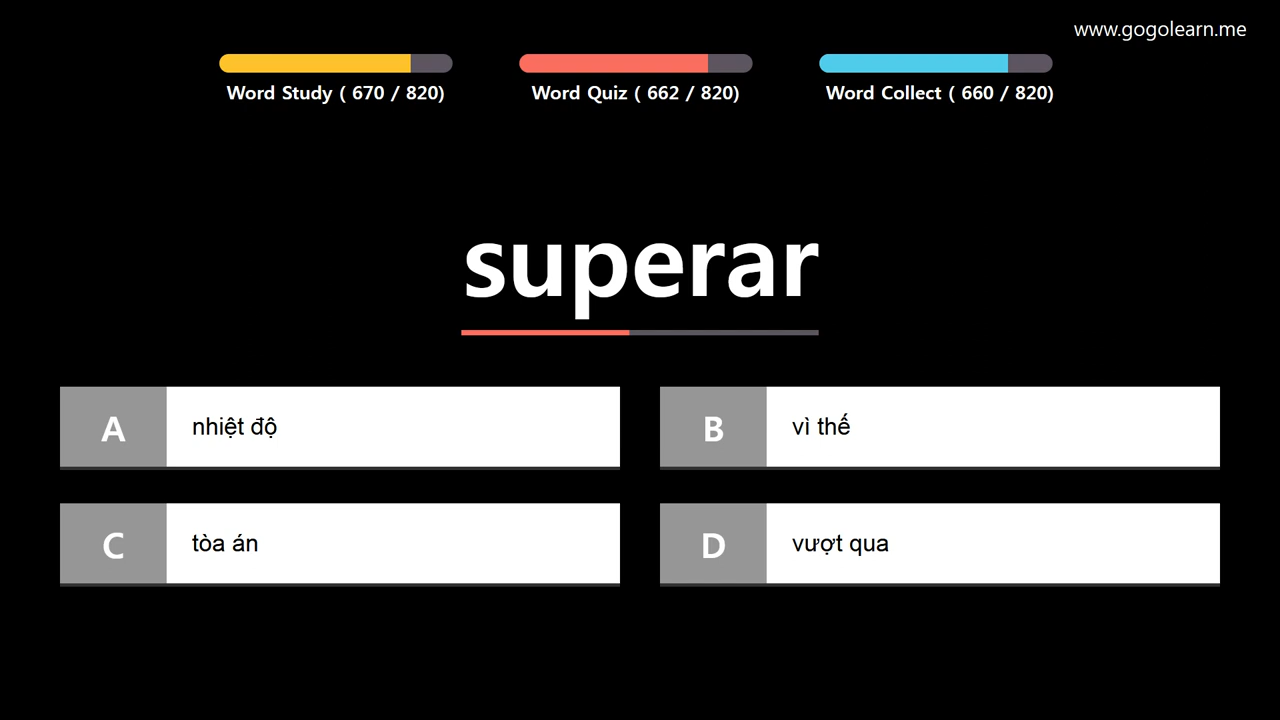 www.gogolearn.me
Word Study ( 670 / 820)
Word Quiz ( 662 / 820)
Word Collect ( 660 / 820)
superar
A nhiệt độ
B vì thế
C tòa án
D vượt qua